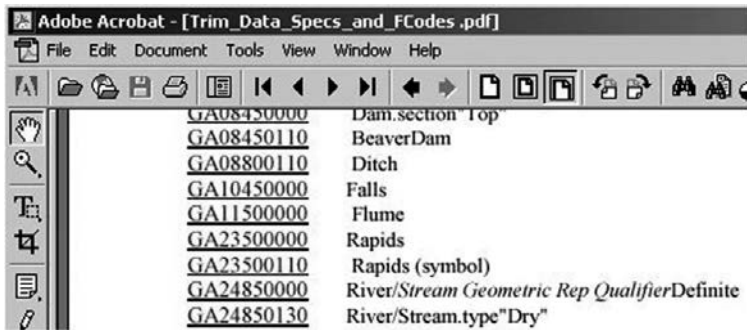 Adobe Acrobat - [Trim_Data_Specs_and_FCodes .pdf]
File Edit Document Tools View Window Help
GA08450000 Dam.section"Top"
GA08450110 BeaverDam
GA08800110 Ditch
GA10450000 Falls
GA11500000 Flume
GA23500000 Rapids
GA23500110 Rapids (symbol)
GA24850000 River/Stream Geometric Rep QualifierDefinite
GA24850130 River/Stream.type"Dry"